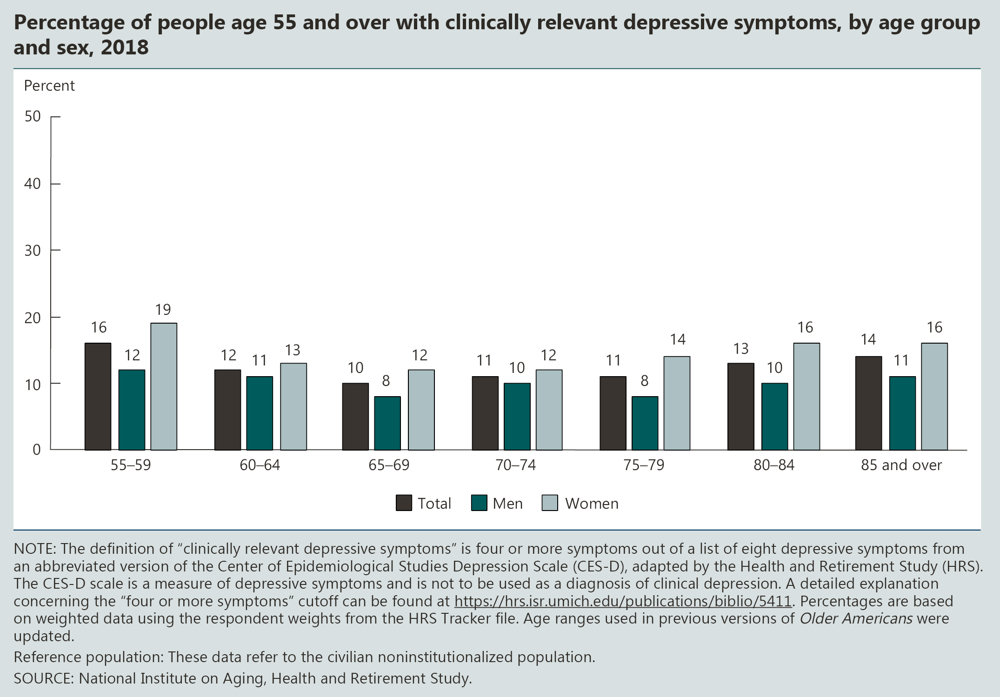 Percentage of people age 55 and over with clinically relevant depressive symptoms, by age group
and sex, 2018
Percent
50
40
30
20
10
0
16 12 19
12 11 13
10 8 12
11 10 12
11 8 14
13 10 16
14 11 16
55–59 60–64 65–69 70–74 75–79 80–84 85 and over
Total Men Women
NOTE: The definition of “clinically relevant depressive symptoms” is four or more symptoms out of a list of eight depressive symptoms from
an abbreviated version of the Center of Epidemiological Studies Depression Scale (CES-D), adapted by the Health and Retirement Study (HRS).
The CES-D scale is a measure of depressive symptoms and is not to be used as a diagnosis of clinical depression. A detailed explanation
concerning the “four or more symptoms” cutoff can be found at https://hrs.isr.umich.edu/publications/biblio/5411. Percentages are based
on weighted data using the respondent weights from the HRS Tracker file. Age ranges used in previous versions of Older Americans were
updated.
Reference population: These data refer to the civilian noninstitutionalized population.
SOURCE: National Institute on Aging, Health and Retirement Study.